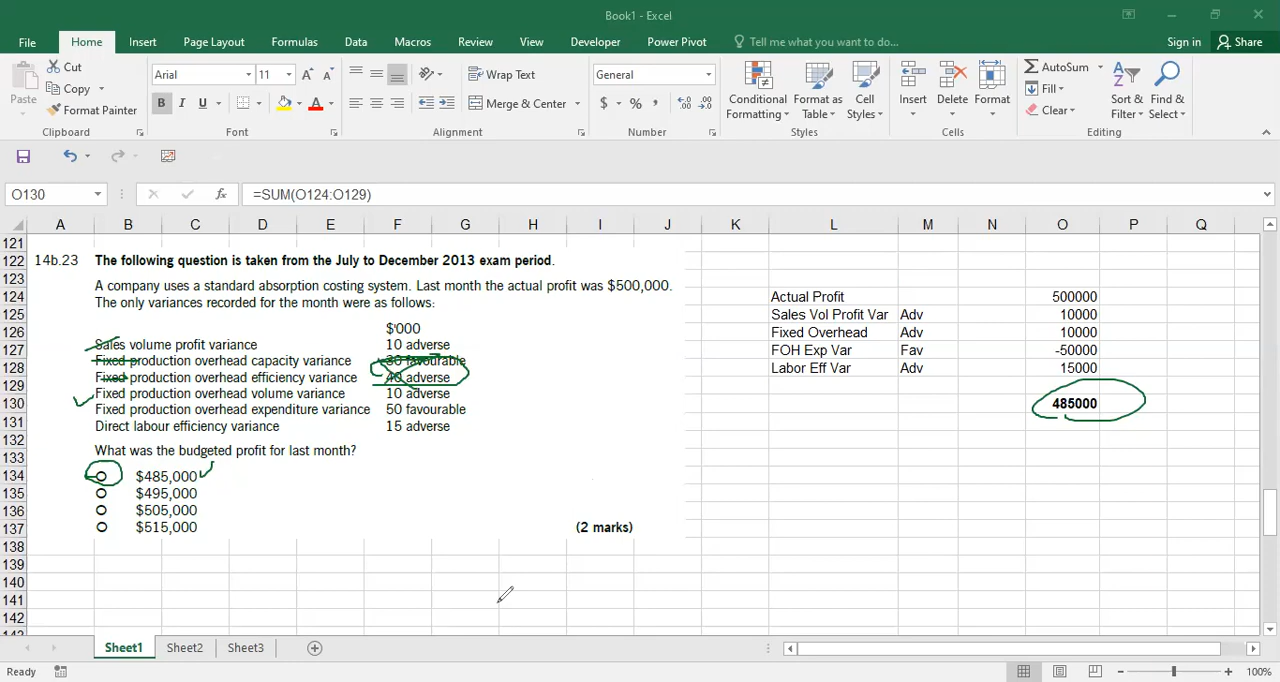 Book1 - Excel
File Home Insert Page Layout Formulas Data Macros Review View Developer Power Pivot Tell me what you want to do... Sign in Share
Cut
Copy
Format Painter
Paste
Clipboard
Arial 11
B I U
Font
Wrap Text
Merge & Center
Alignment
General
$ % ,
Number
Conditional Formatting
Format as Table
Cell Styles
Styles
Insert
Delete
Format
Cells
AutoSum
Fill
Clear
Sort & Filter
Find & Select
Editing
O130 fx =SUM(O124:O129)
A B C D E F G H I J K L M N O P Q
121
122 14b.23 The following question is taken from the July to December 2013 exam period.
123
A company uses a standard absorption costing system. Last month the actual profit was $500,000.
124 Actual Profit 500000
The only variances recorded for the month were as follows:
125 Sales Vol Profit Var Adv 10000
$'000
126 Fixed Overhead Adv 10000
Sales volume profit variance 10 adverse
127 FOH Exp Var Fav -50000
Fixed production overhead capacity variance 30 favourable
128 Labor Eff Var Adv 15000
Fixed production overhead efficiency variance 40 adverse
129
Fixed production overhead volume variance 10 adverse
130 485000
Fixed production overhead expenditure variance 50 favourable
131
Direct labour efficiency variance 15 adverse
132
What was the budgeted profit for last month?
133
134 O $485,000
135 O $495,000
136 O $505,000
137 O $515,000 (2 marks)
138
139
140
141
142
143
Sheet1 Sheet2 Sheet3
Ready 100%